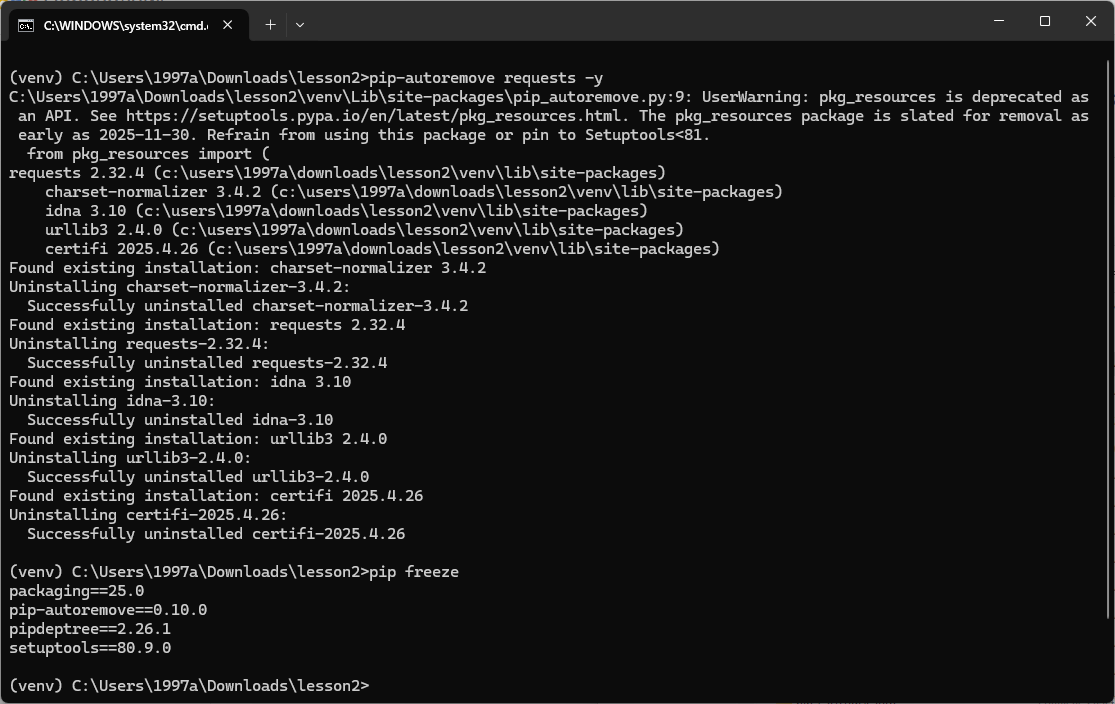 C:\WINDOWS\system32\cmd.
(venv) C:\Users\1997a\Downloads\lesson2>pip-autoremove requests -y
C:\Users\1997a\Downloads\lesson2\venv\Lib\site-packages\pip_autoremove.py:9: UserWarning: pkg_resources is deprecated as
 an API. See https://setuptools.pypa.io/en/latest/pkg_resources.html. The pkg_resources package is slated for removal as
 early as 2025-11-30. Refrain from using this package or pin to Setuptools<81.
  from pkg_resources import (
requests 2.32.4 (c:\users\1997a\downloads\lesson2\venv\lib\site-packages)
    charset-normalizer 3.4.2 (c:\users\1997a\downloads\lesson2\venv\lib\site-packages)
    idna 3.10 (c:\users\1997a\downloads\lesson2\venv\lib\site-packages)
    urllib3 2.4.0 (c:\users\1997a\downloads\lesson2\venv\lib\site-packages)
    certifi 2025.4.26 (c:\users\1997a\downloads\lesson2\venv\lib\site-packages)
Found existing installation: charset-normalizer 3.4.2
Uninstalling charset-normalizer-3.4.2:
  Successfully uninstalled charset-normalizer-3.4.2
Found existing installation: requests 2.32.4
Uninstalling requests-2.32.4:
  Successfully uninstalled requests-2.32.4
Found existing installation: idna 3.10
Uninstalling idna-3.10:
  Successfully uninstalled idna-3.10
Found existing installation: urllib3 2.4.0
Uninstalling urllib3-2.4.0:
  Successfully uninstalled urllib3-2.4.0
Found existing installation: certifi 2025.4.26
Uninstalling certifi-2025.4.26:
  Successfully uninstalled certifi-2025.4.26
(venv) C:\Users\1997a\Downloads\lesson2>pip freeze
packaging==25.0
pip-autoremove==0.10.0
pipdeptree==2.26.1
setuptools==80.9.0
(venv) C:\Users\1997a\Downloads\lesson2>